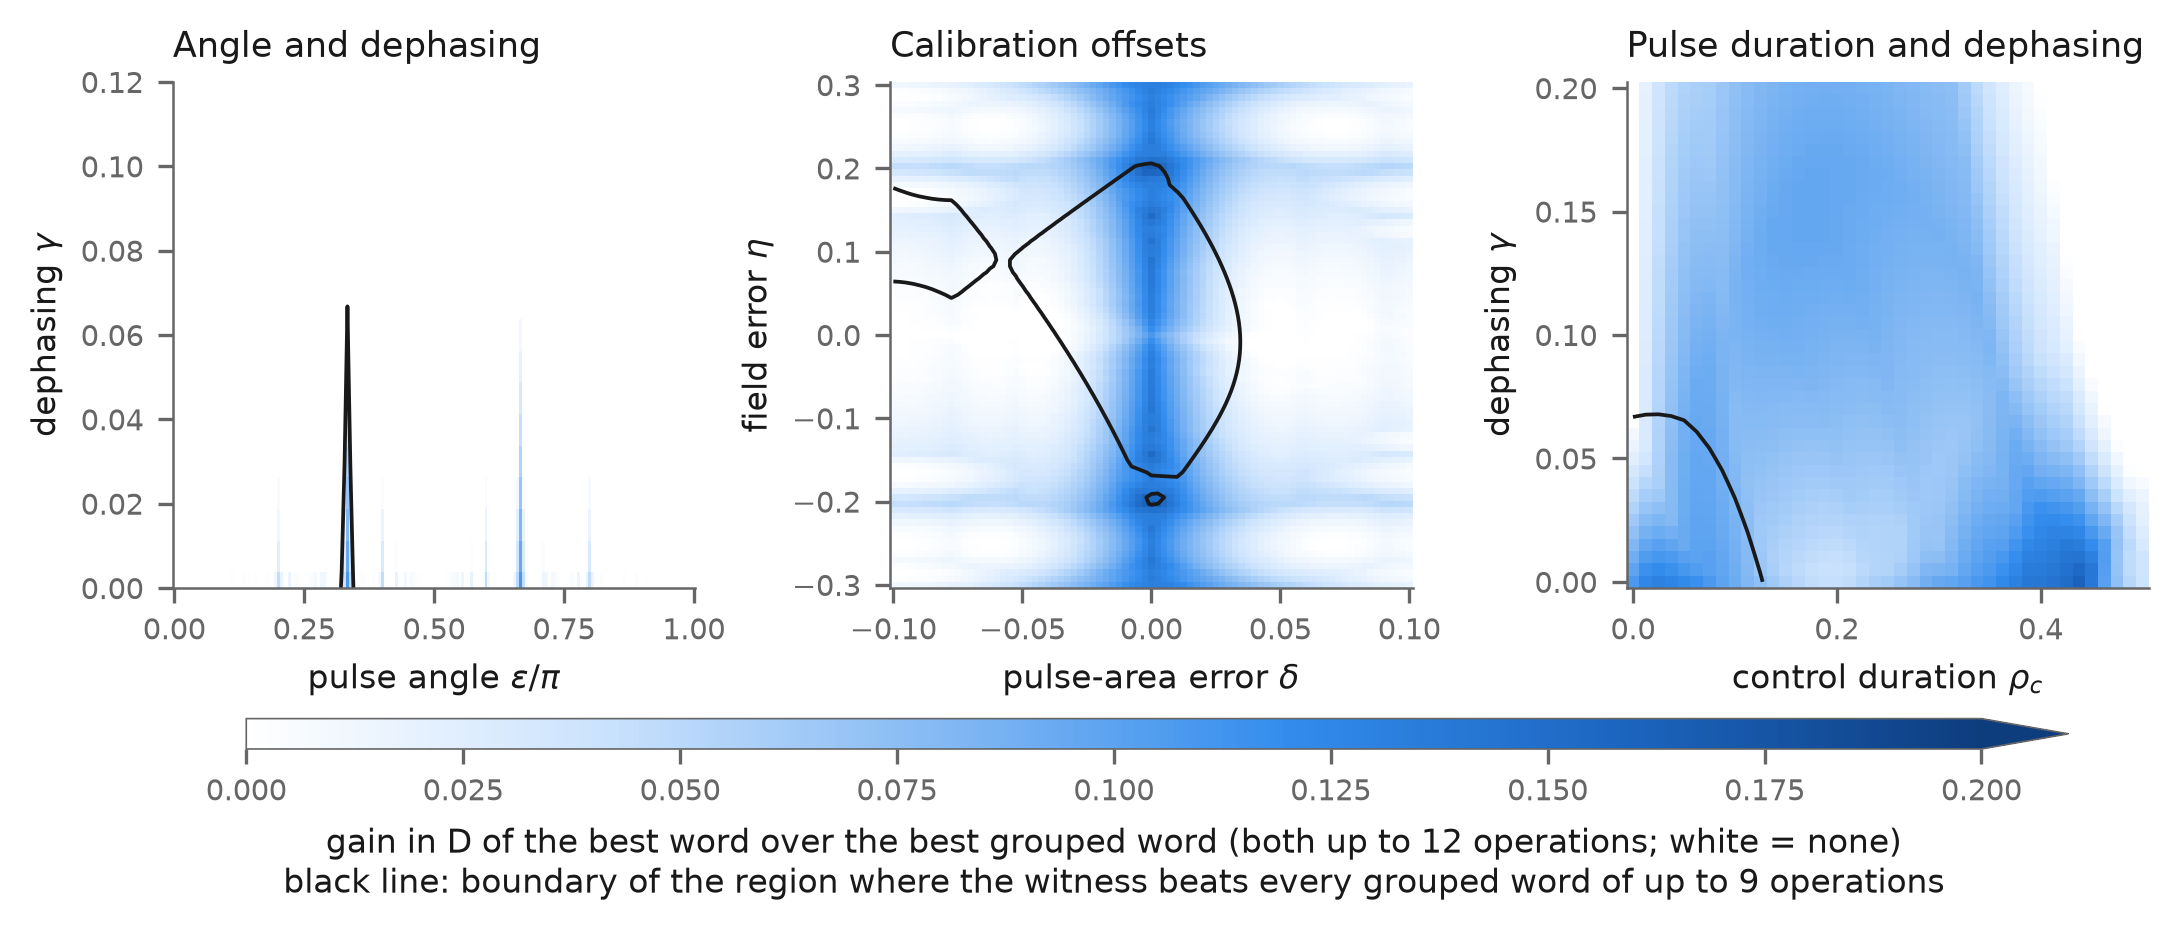 Angle and dephasing
0.12
0.10
0.08
0.06
0.04
0.02
0.00
dephasing γ
0.00 0.25 0.50 0.75 1.00
pulse angle ε/π
Calibration offsets
0.3
0.2
0.1
0.0
−0.1
−0.2
−0.3
field error η
−0.10 −0.05 0.00 0.05 0.10
pulse-area error δ
Pulse duration and dephasing
0.20
0.15
0.10
0.05
0.00
dephasing γ
0.0 0.2 0.4
control duration ρc
0.000 0.025 0.050 0.075 0.100 0.125 0.150 0.175 0.200
gain in D of the best word over the best grouped word (both up to 12 operations; white = none)
black line: boundary of the region where the witness beats every grouped word of up to 9 operations